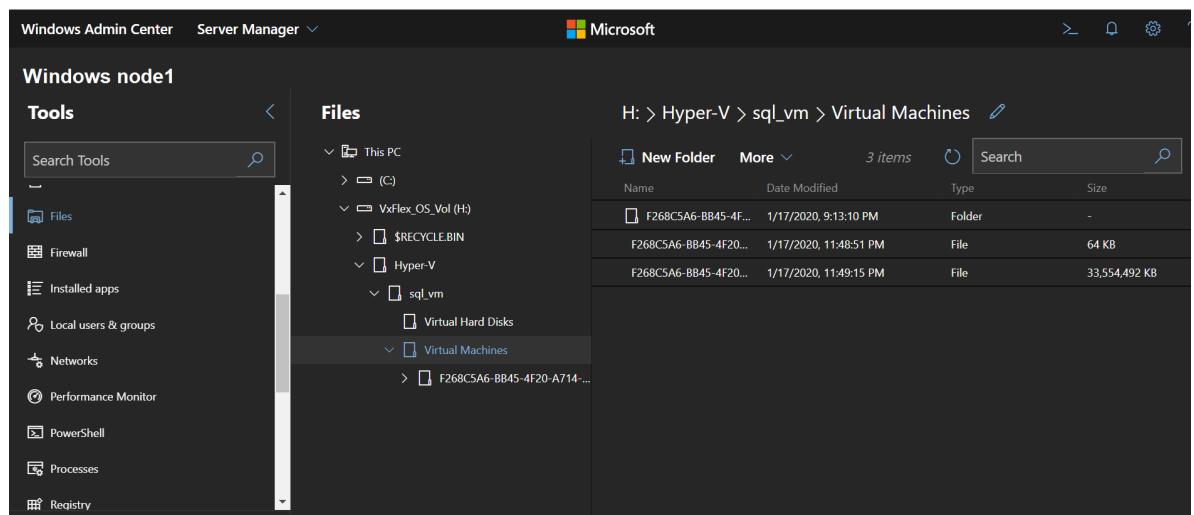 Windows Admin Center Server Manager Microsoft
Windows node1
Tools
Search Tools
Files
Firewall
Installed apps
Local users & groups
Networks
Performance Monitor
PowerShell
Processes
Registry
Files
This PC
(C:)
VxFlex_OS_Vol (H:)
$RECYCLE.BIN
Hyper-V
sql_vm
Virtual Hard Disks
Virtual Machines
F268C5A6-BB45-4F20-A714-...
H: > Hyper-V > sql_vm > Virtual Machines
New Folder More 3 items Search
Name Date Modified Type Size
F268C5A6-BB45-4F... 1/17/2020, 9:13:10 PM Folder -
F268C5A6-BB45-4F20... 1/17/2020, 11:48:51 PM File 64 KB
F268C5A6-BB45-4F20... 1/17/2020, 11:49:15 PM File 33,554,492 KB